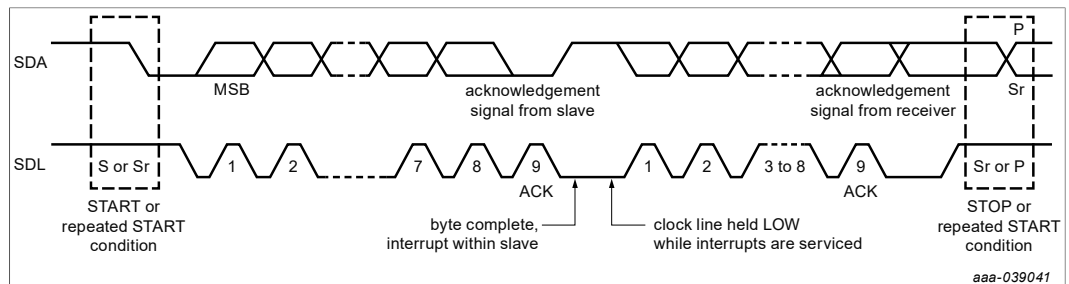 P
SDA
MSB
acknowledgement
signal from slave
acknowledgement
signal from receiver
Sr
SDL
S or Sr
1
2
7
8
9
1
2
3 to 8
9
Sr or P
ACK
ACK
START or
repeated START
condition
byte complete,
interrupt within slave
clock line held LOW
while interrupts are serviced
STOP or
repeated START
condition
aaa-039041